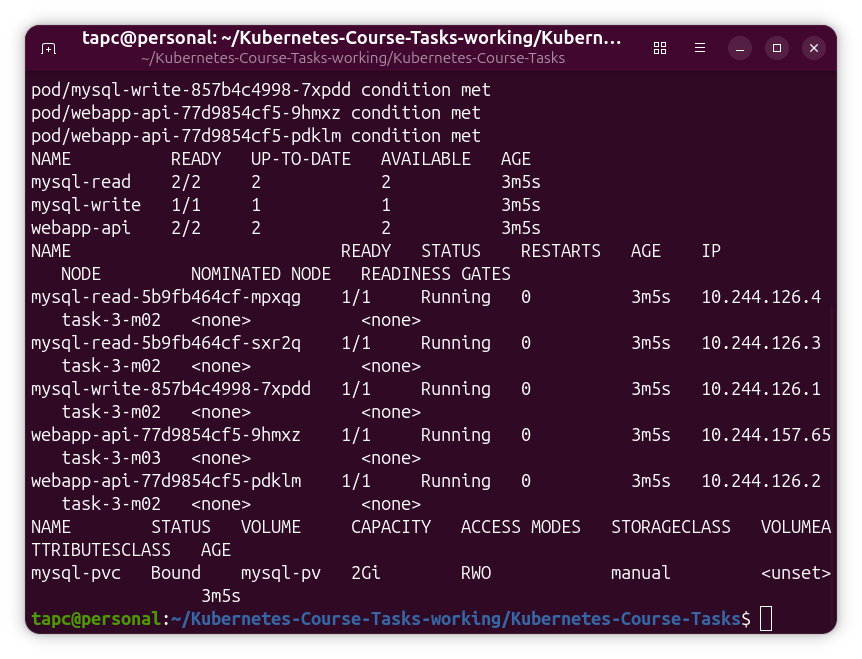 tapc@personal: ~/Kubernetes-Course-Tasks-working/Kubern...
~/Kubernetes-Course-Tasks-working/Kubernetes-Course-Tasks
pod/mysql-write-857b4c4998-7xpdd condition met
pod/webapp-api-77d9854cf5-9hmxz condition met
pod/webapp-api-77d9854cf5-pdklm condition met
NAME          READY   UP-TO-DATE   AVAILABLE   AGE
mysql-read    2/2     2            2           3m5s
mysql-write   1/1     1            1           3m5s
webapp-api    2/2     2            2           3m5s
NAME                           READY   STATUS    RESTARTS   AGE    IP
   NODE         NOMINATED NODE   READINESS GATES
mysql-read-5b9fb464cf-mpxqg    1/1     Running   0          3m5s   10.244.126.4
   task-3-m02   <none>           <none>
mysql-read-5b9fb464cf-sxr2q    1/1     Running   0          3m5s   10.244.126.3
   task-3-m02   <none>           <none>
mysql-write-857b4c4998-7xpdd   1/1     Running   0          3m5s   10.244.126.1
   task-3-m02   <none>           <none>
webapp-api-77d9854cf5-9hmxz    1/1     Running   0          3m5s   10.244.157.65
   task-3-m03   <none>           <none>
webapp-api-77d9854cf5-pdklm    1/1     Running   0          3m5s   10.244.126.2
   task-3-m02   <none>           <none>
NAME        STATUS   VOLUME     CAPACITY   ACCESS MODES   STORAGECLASS   VOLUMEA
TTRIBUTESCLASS   AGE
mysql-pvc   Bound    mysql-pv   2Gi        RWO            manual         <unset>
                 3m5s
tapc@personal:~/Kubernetes-Course-Tasks-working/Kubernetes-Course-Tasks$